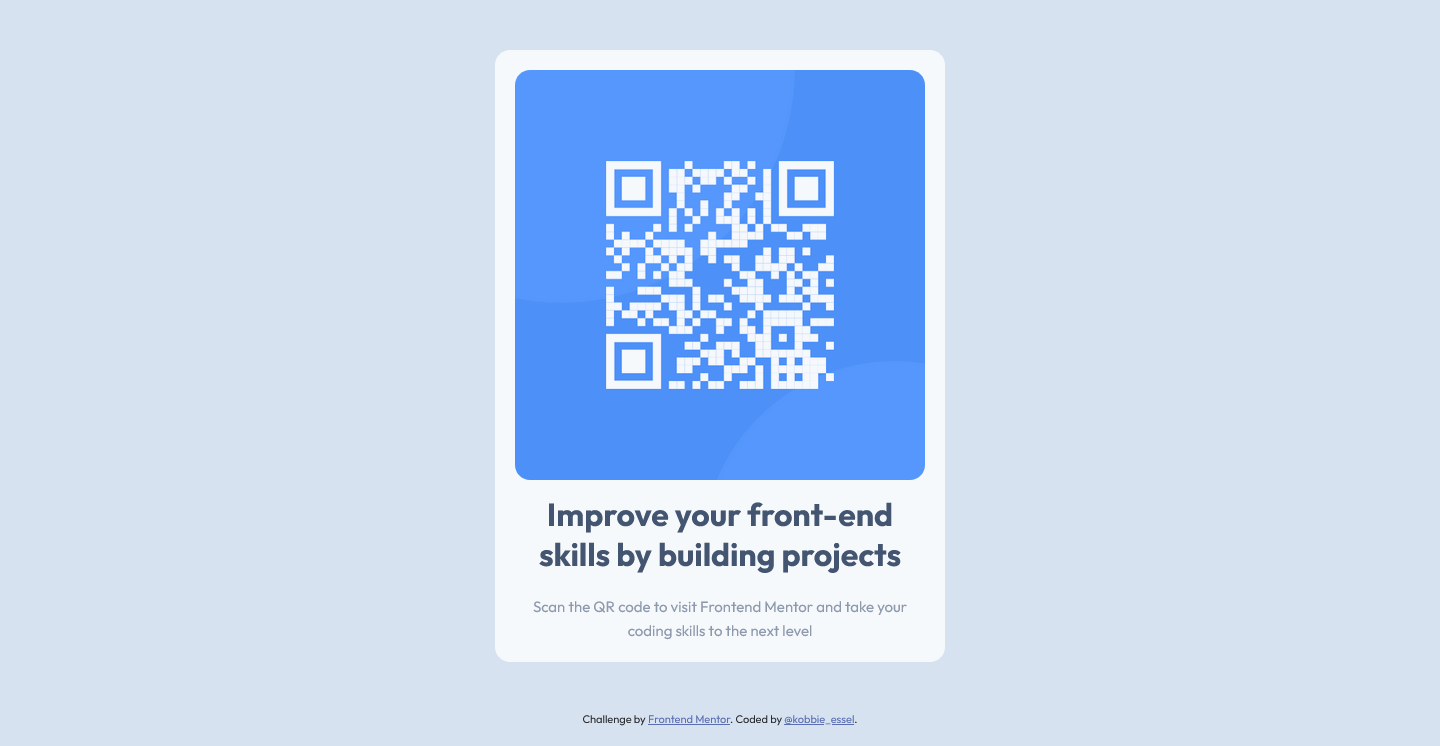 Improve your front-end
skills by building projects
Scan the QR code to visit Frontend Mentor and take your
coding skills to the next level
Challenge by Frontend Mentor. Coded by @kobbie_essel.